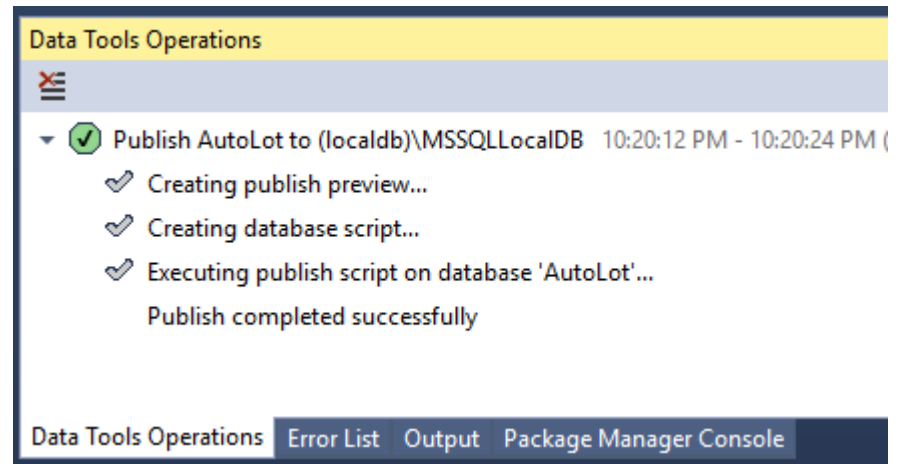 Data Tools Operations
Publish AutoLot to (localdb)\MSSQLLocalDB 10:20:12 PM - 10:20:24 PM (
Creating publish preview...
Creating database script...
Executing publish script on database 'AutoLot'...
Publish completed successfully
Data Tools Operations Error List Output Package Manager Console